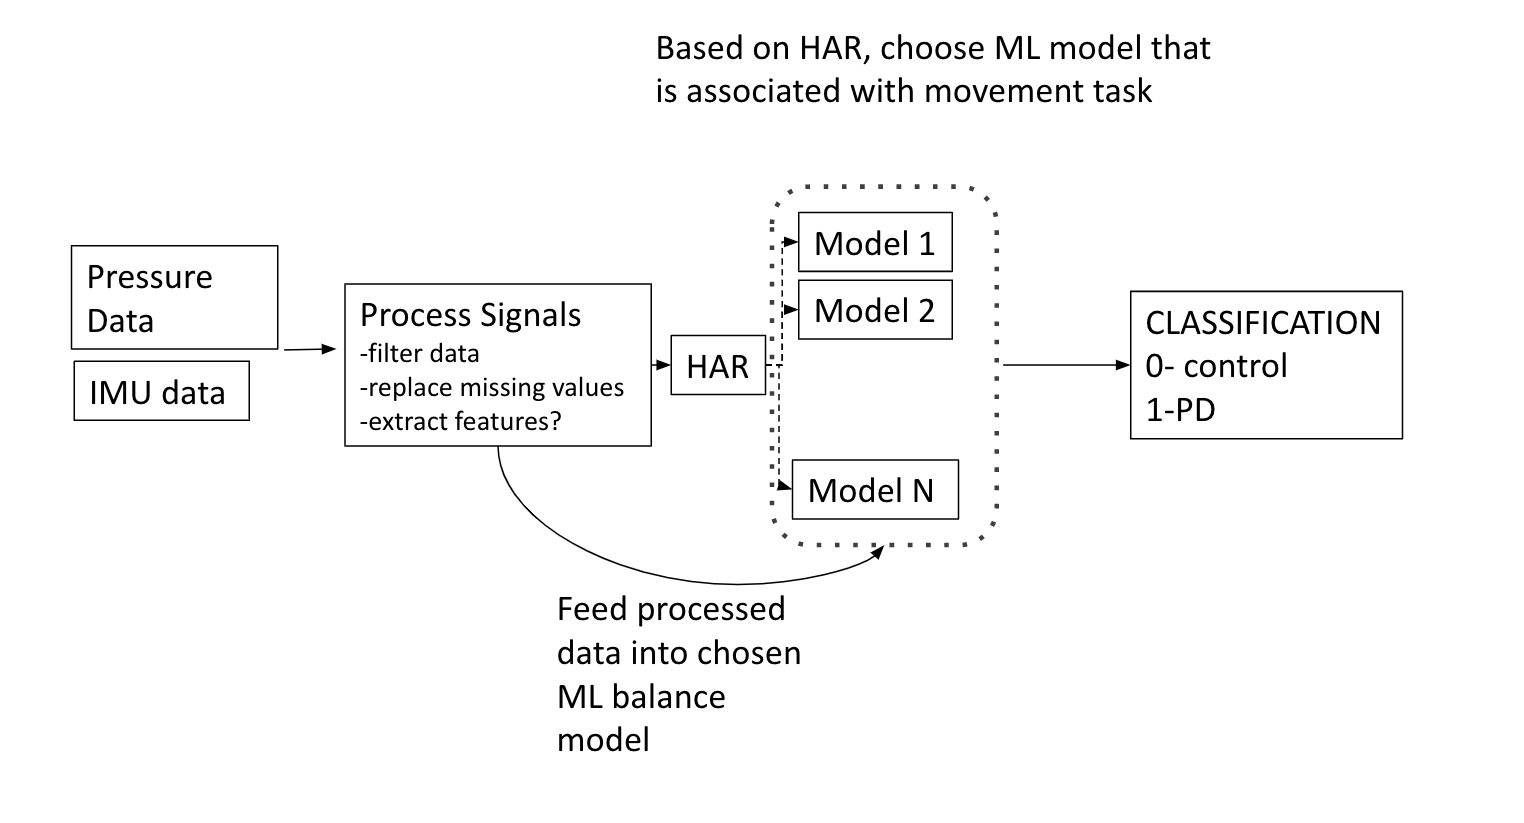 Based on HAR, choose ML model that
is associated with movement task
Pressure
Data
IMU data
Process Signals
-filter data
-replace missing values
-extract features?
HAR
Model 1
Model 2
Model N
CLASSIFICATION
0- control
1-PD
Feed processed
data into chosen
ML balance
model